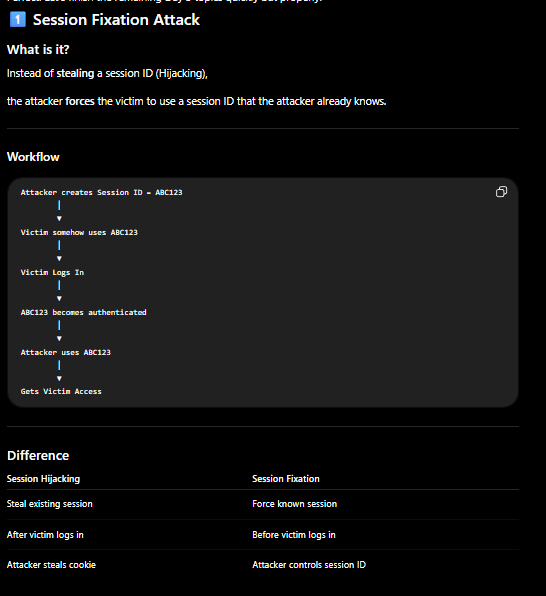 1 Session Fixation Attack
What is it?
Instead of stealing a session ID (Hijacking),
the attacker forces the victim to use a session ID that the attacker already knows.
Workflow
Attacker creates Session ID = ABC123
Victim somehow uses ABC123
Victim Logs In
ABC123 becomes authenticated
Attacker uses ABC123
Gets Victim Access
Difference
Session Hijacking Session Fixation
Steal existing session Force known session
After victim logs in Before victim logs in
Attacker steals cookie Attacker controls session ID